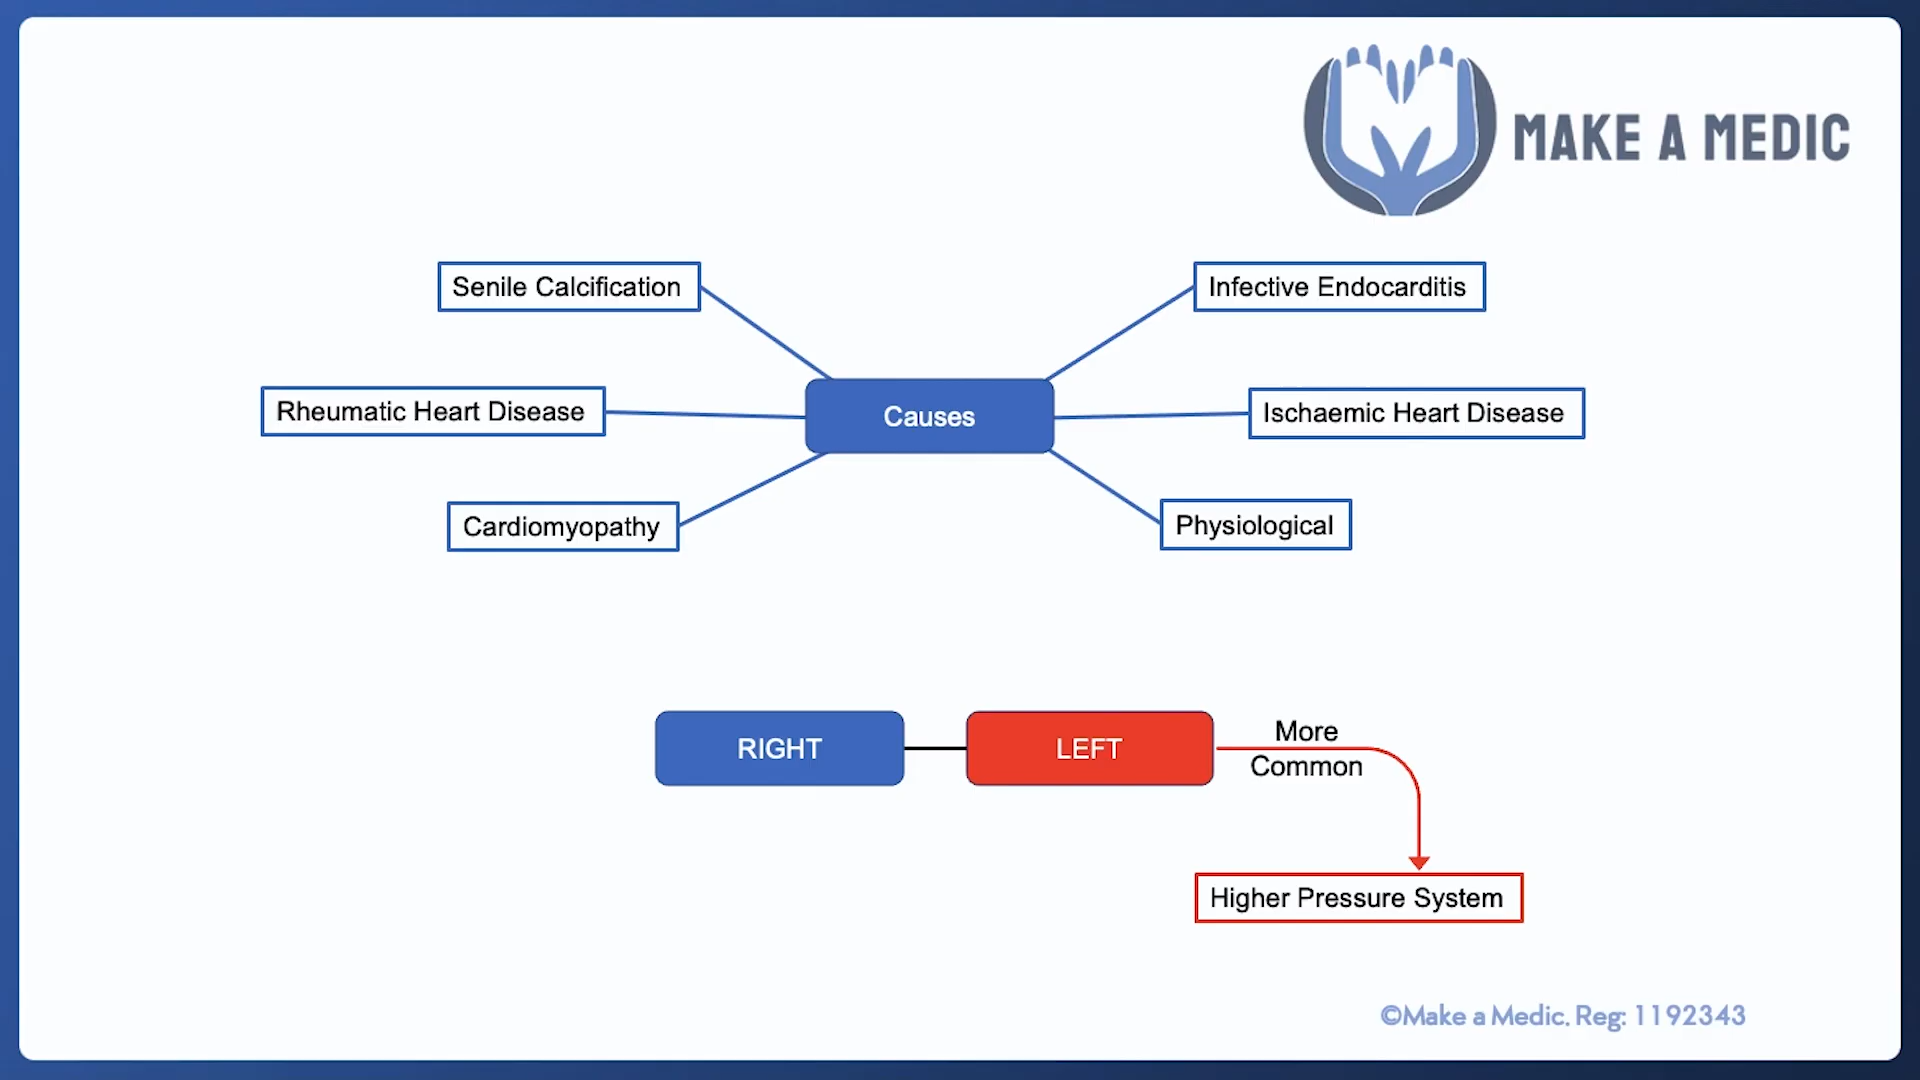 MAKE A MEDIC
Senile Calcification
Infective Endocarditis
Rheumatic Heart Disease
Causes
Ischaemic Heart Disease
Cardiomyopathy
Physiological
RIGHT
LEFT
More
Common
Higher Pressure System
©Make a Medic. Reg: 1192343